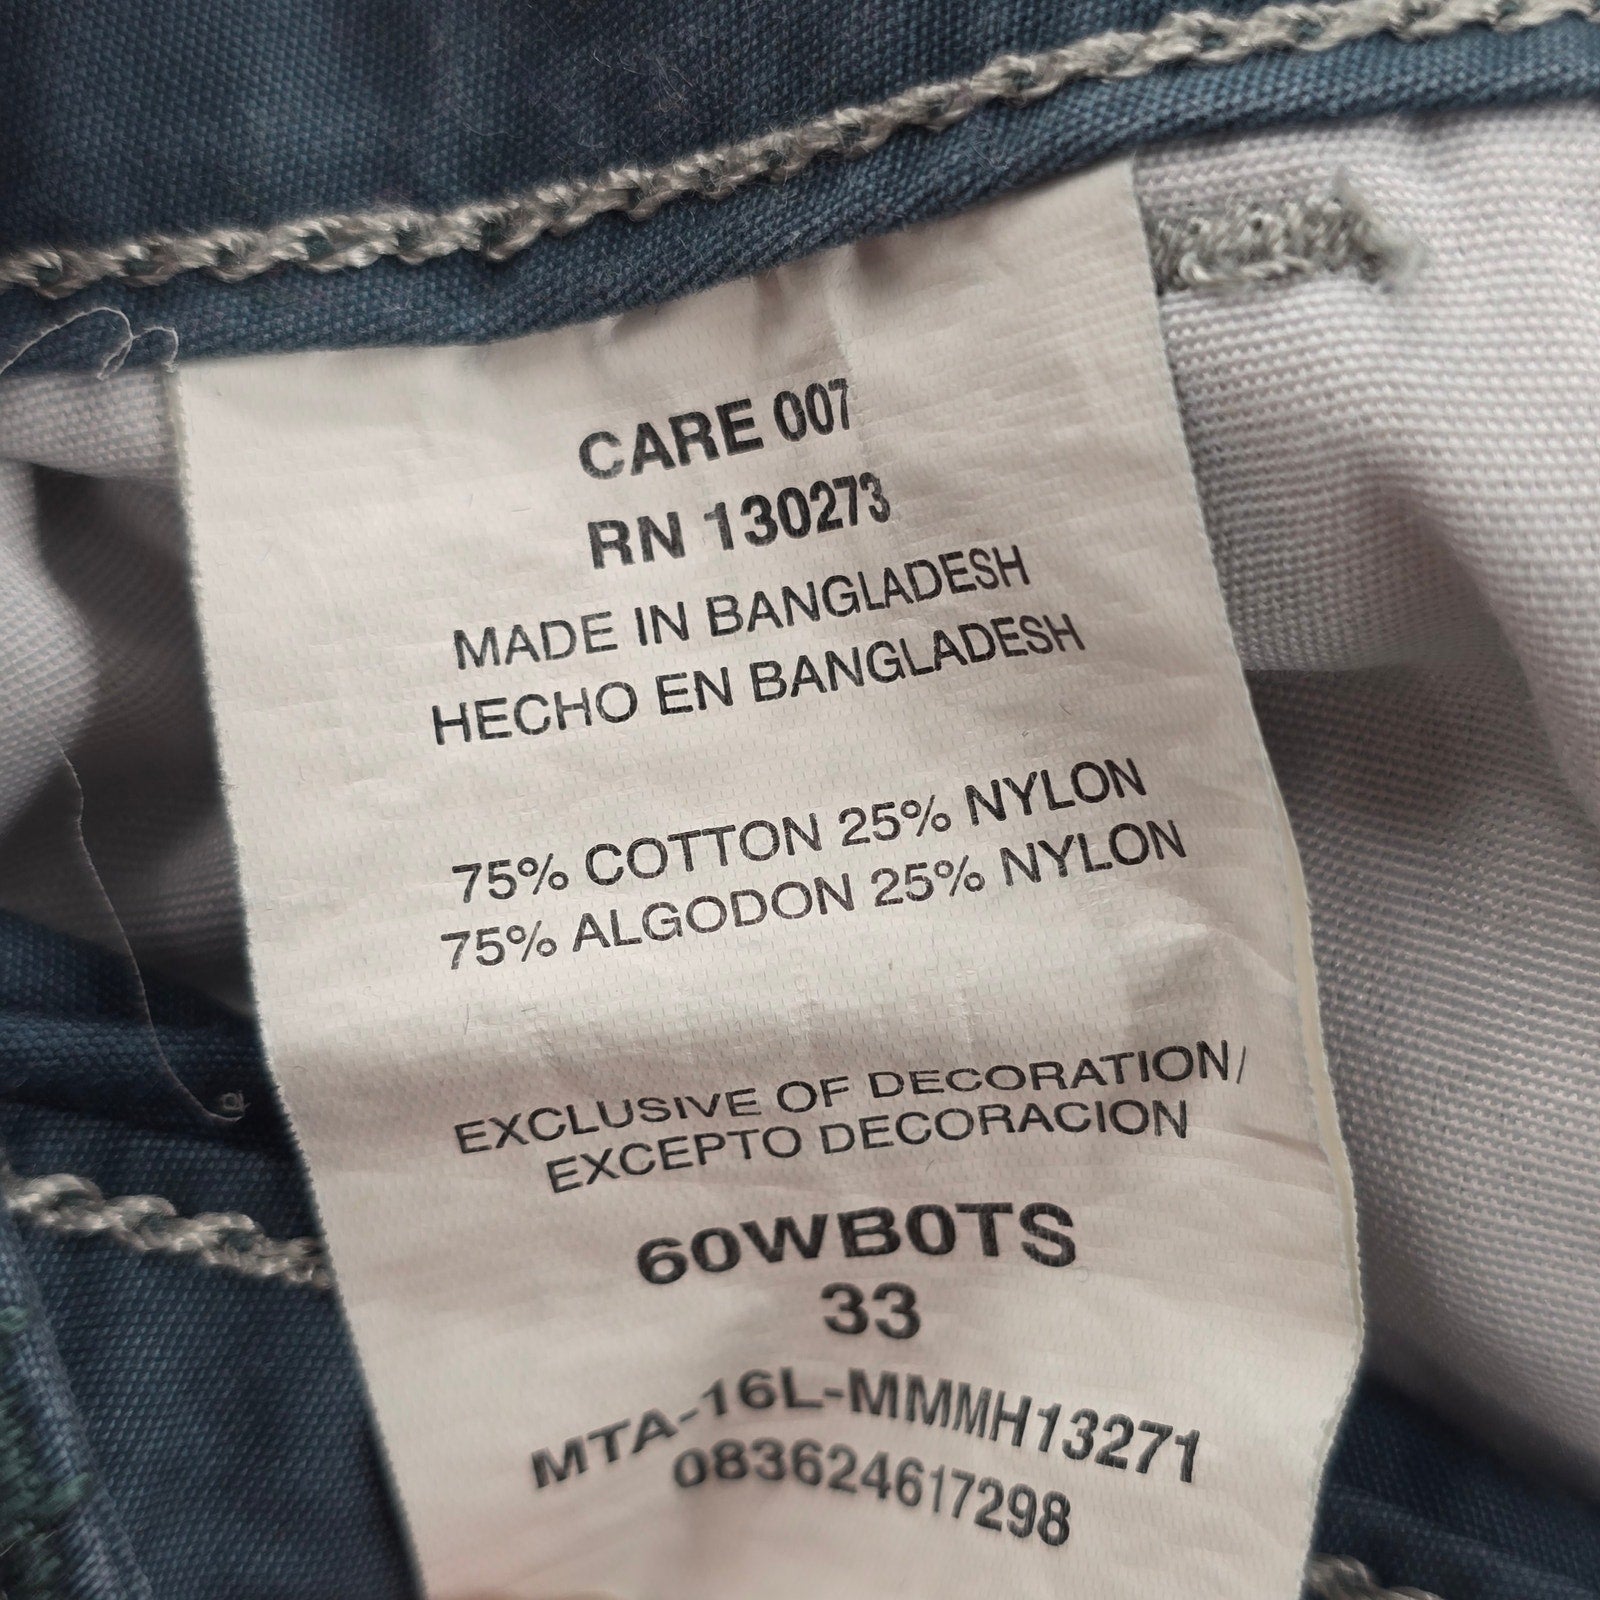 CARE 007
RN 130273
MADE IN BANGLADESH
HECHO EN BANGLADESH
75% COTTON 25% NYLON
75% ALGODON 25% NYLON
EXCLUSIVE OF DECORATION/
EXCEPTO DECORACION
60WB0TS
33
MTA-16L-MMMH13271
083624617298